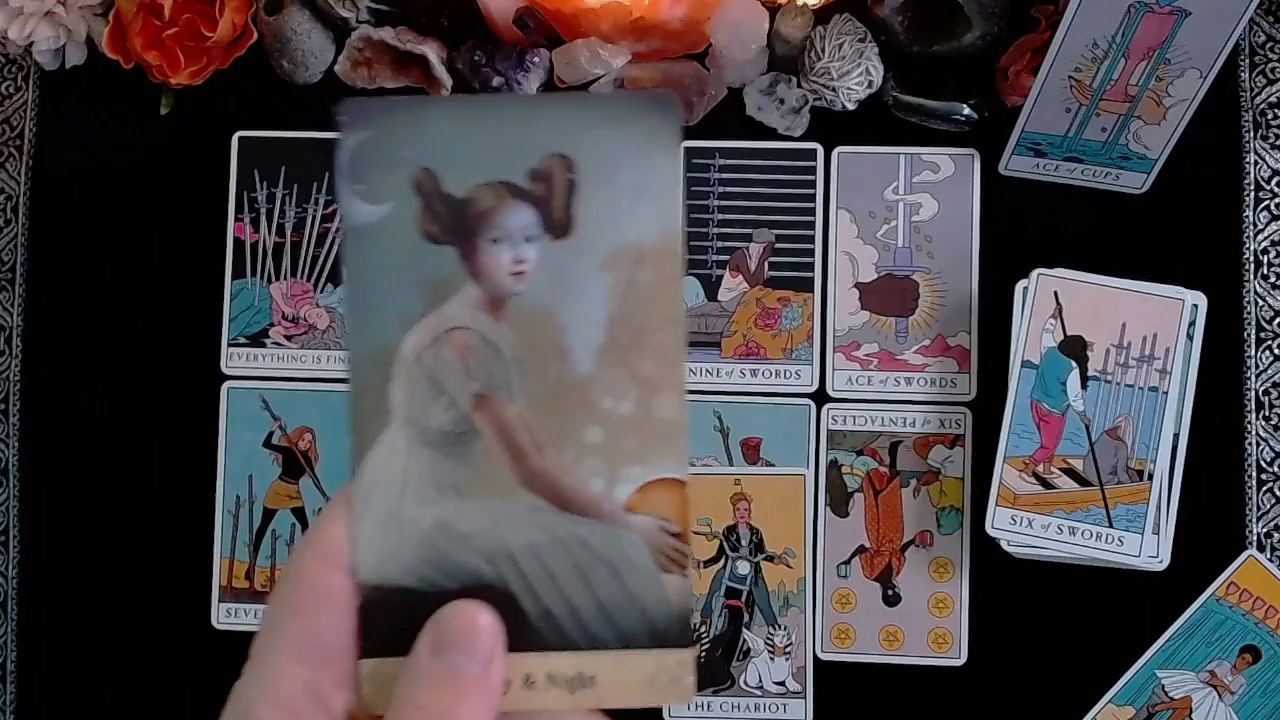 ACE of CUPS
EVERYTHING IS FIN
NINE of SWORDS
ACE of SWORDS
SIX of PENTACLES
SIX of SWORDS
SEVE
y & Night
THE CHARIOT